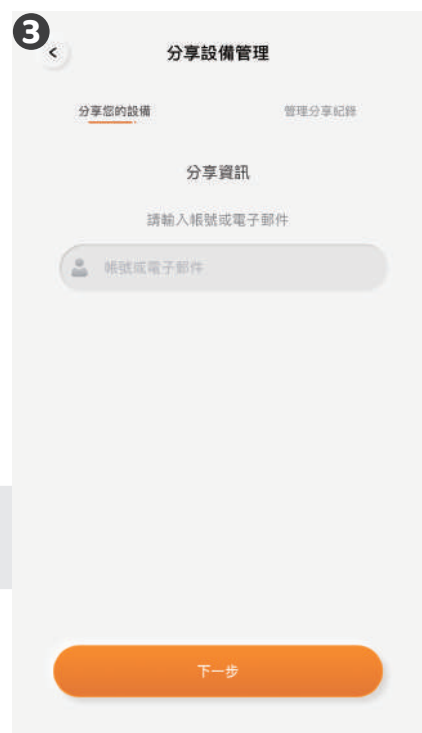 3
分享設備管理
分享您的設備 管理分享紀錄
分享資訊
請輸入帳號或電子郵件
帳號或電子郵件
下一步